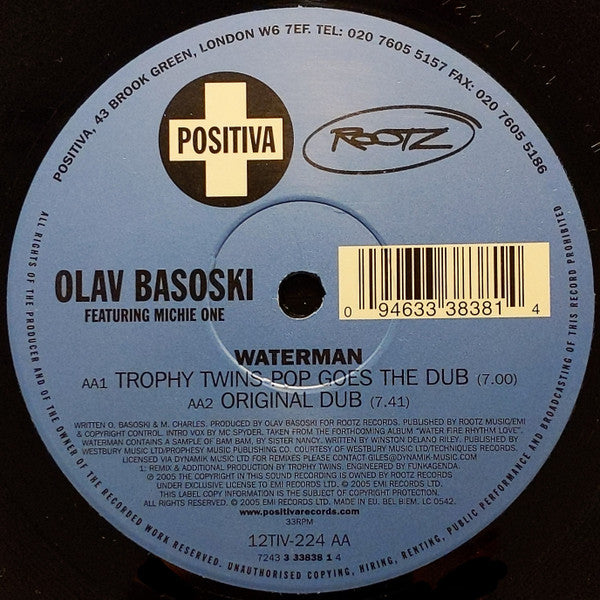 POSITIVA, 43 BROOK GREEN, LONDON W6 7EF. TEL: 020 7605 5157 FAX: 020 7605 5186
POSITIVA
ROOTZ
OLAV BASOSKI
FEATURING MICHIE ONE
0 94633 38381 4
WATERMAN
AA1 TROPHY TWINS POP GOES THE DUB (7.00)
AA2 ORIGINAL DUB (7.41)
WRITTEN O. BASOSKI & M. CHARLES. PRODUCED BY OLAV BASOSKI FOR ROOTZ RECORDS. PUBLISHED BY ROOTZ MUSIC/EMI
& COPYRIGHT CONTROL. INTRO VOX BY MC SPYDER. TAKEN FROM THE FORTHCOMING ALBUM "WATER FIRE RHYTHM LOVE".
WATERMAN CONTAINS A SAMPLE OF BAM BAM, BY SISTER NANCY. WRITTEN BY WINSTON DELANO RILEY. PUBLISHED BY
WESTBURY MUSIC LTD/PROPHESY MUSIC PUBLISHING CO. COURTESY OF WESTBURY MUSIC LTD/TECHNIQUES RECORDS.
LICENSED VIA DYNAMIK MUSIC LTD FOR REMIXES PLEASE CONTACT GILES@DYNAMIK-MUSIC.COM
1: REMIX & ADDITIONAL PRODUCTION BY TROPHY TWINS. ENGINEERED BY FUNKAGENDA.
℗ 2005 THE COPYRIGHT IN THIS SOUND RECORDING IS OWNED BY ROOTZ RECORDS
UNDER EXCLUSIVE LICENSE TO EMI RECORDS LTD. © 2005 EMI RECORDS LTD.
THIS LABEL COPY INFORMATION IS THE SUBJECT OF COPYRIGHT PROTECTION.
ALL RIGHTS RESERVED. © 2005 EMI RECORDS LTD. MADE IN EU. BEL B:EM. LC 0542.
www.positivarecords.com
33RPM
12TIV-224 AA
7243 3 33838 1 4
ALL RIGHTS OF THE PRODUCER AND OF THE OWNER OF THE RECORDED WORK RESERVED. UNAUTHORISED COPYING, HIRING, RENTING, PUBLIC PERFORMANCE AND BROADCASTING OF THIS RECORD PROHIBITED